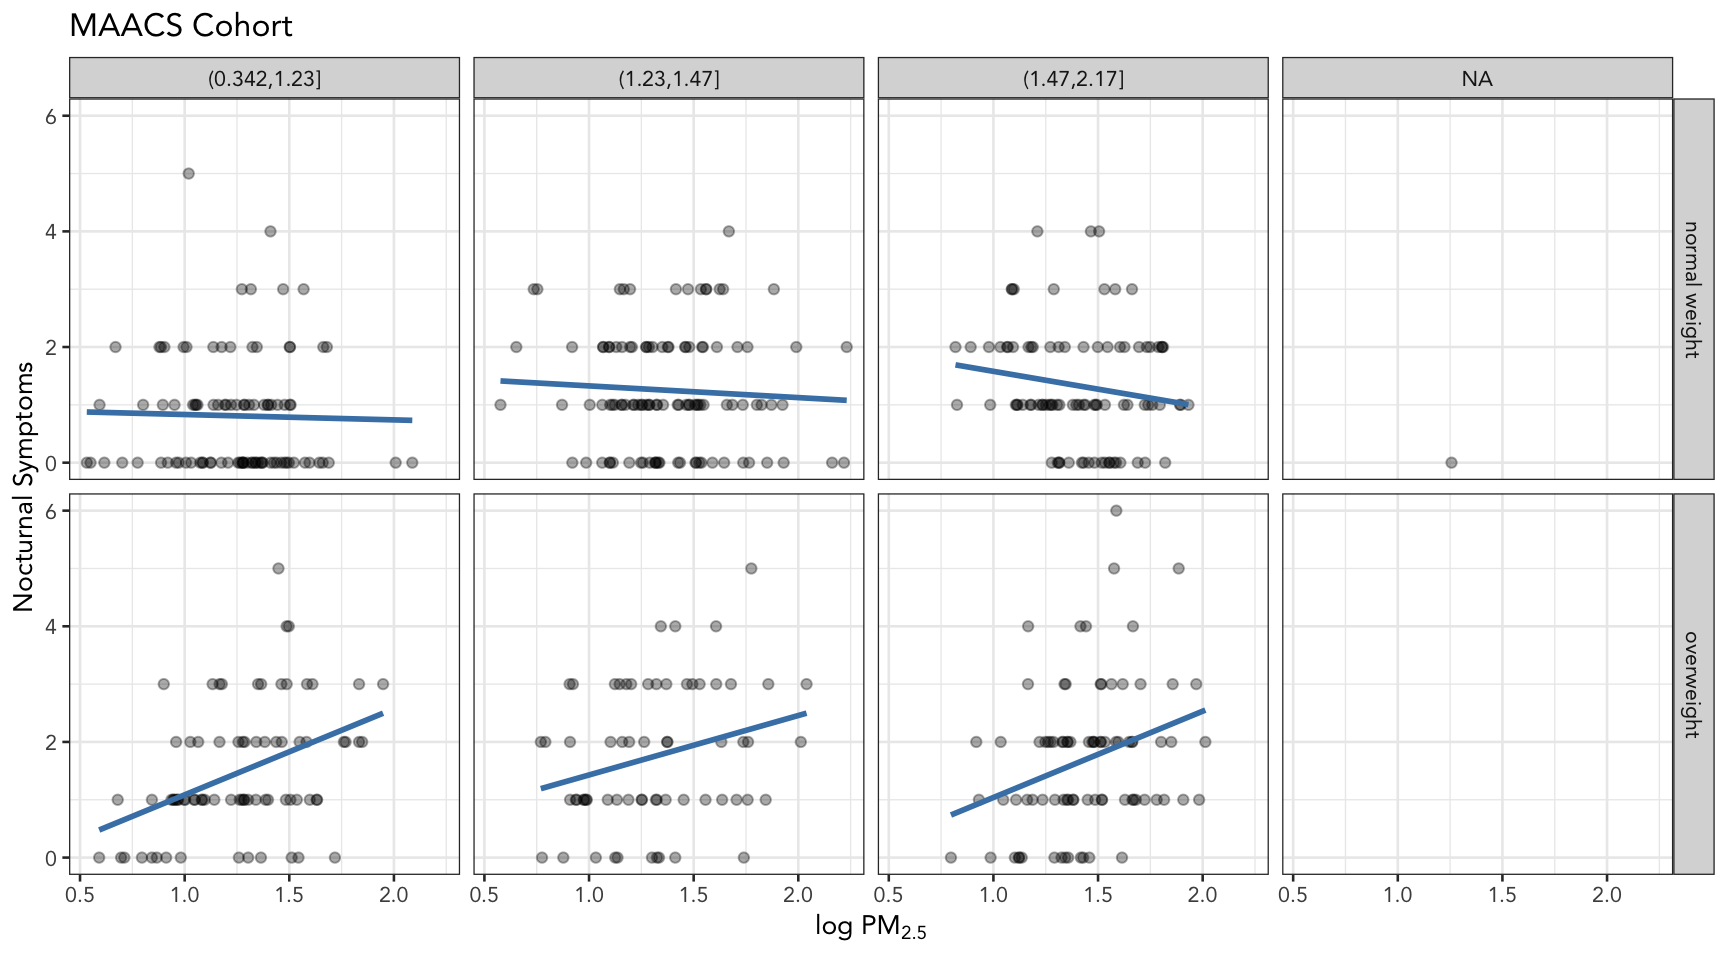 MAACS Cohort
(0.342,1.23]
(1.23,1.47]
(1.47,2.17]
NA
6
4
2
0
normal weight
Nocturnal Symptoms
6
4
2
0
overweight
0.5 1.0 1.5 2.0
0.5 1.0 1.5 2.0
0.5 1.0 1.5 2.0
0.5 1.0 1.5 2.0
log PM2.5